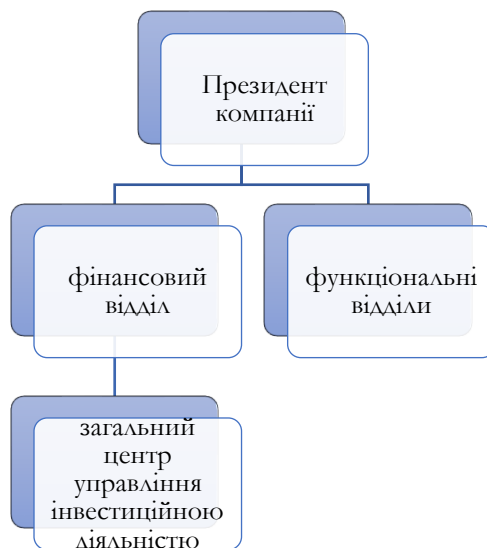 Президент
компанії
фінансовий
відділ
функціональні
відділи
загальний
центр
управління
інвестиційною
діяльністю